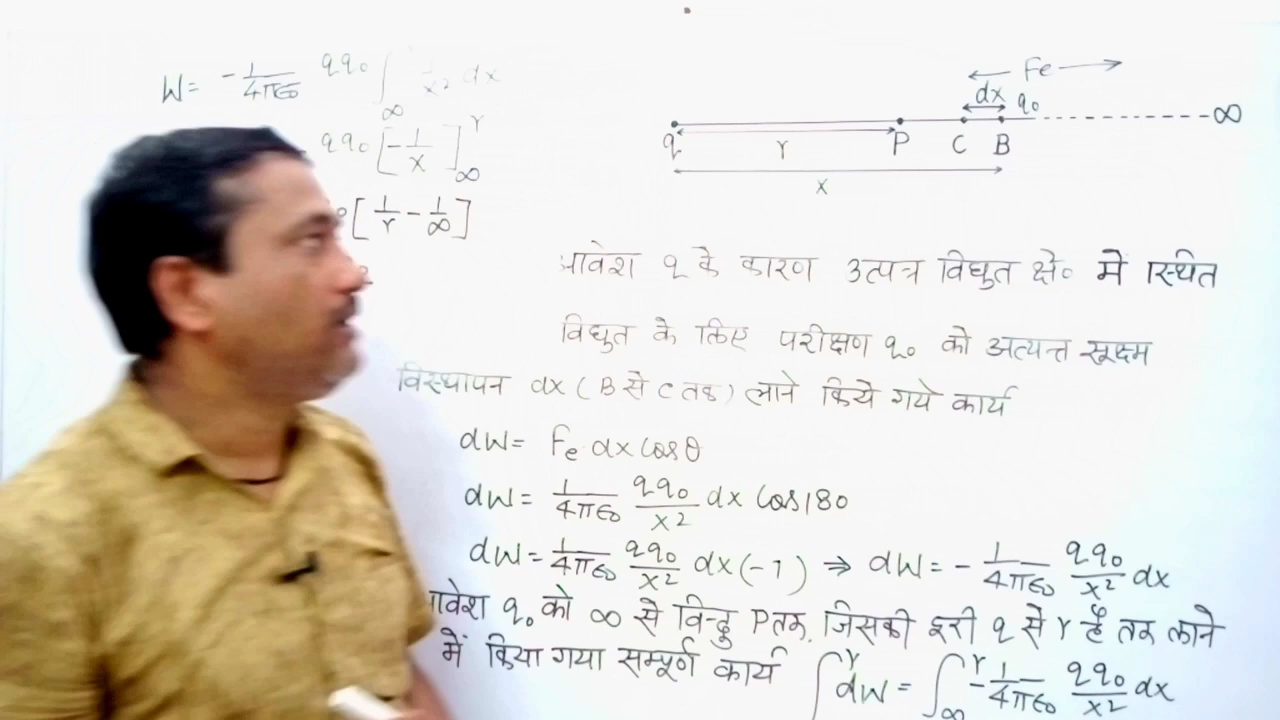 W = -1/4πε₀ qq₀ ∫∞ 1/x² dx
qq₀ [-1/x]∞^r
[1/r - 1/∞]
Fe
dx q₀
∞
q r P C B
x
आवेश q के कारण उत्पन्न विधुत क्षे० में स्थित
विधुत के लिए परीक्षण q₀ को अत्यन्त सूक्ष्म
विस्थापन dx (B से C तक) लाने किये गये कार्य
dW = Fe dx cosθ
dW = 1/4πε₀ qq₀/x² dx cos180
dW = 1/4πε₀ qq₀/x² dx(-1) ⇒ dW = -1/4πε₀ qq₀/x² dx
q₀ को ∞ से विन्दु P तक, जिसकी दूरी q से r है तक लाने
में किया गया सम्पूर्ण कार्य ∫^r dW = ∫∞^r -1/4πε₀ qq₀/x² dx